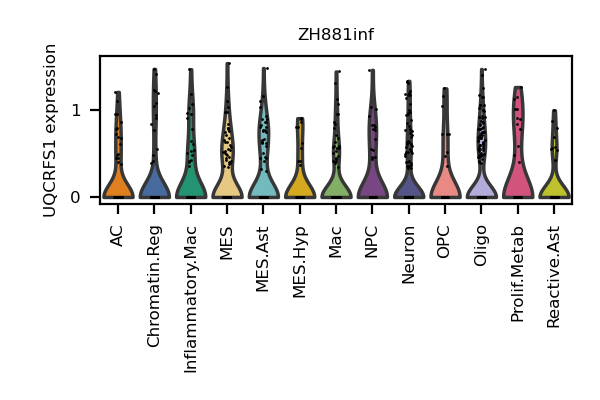 ZH881inf
UQCRFS1 expression
1
0
AC
Chromatin.Reg
Inflammatory.Mac
MES
MES.Ast
MES.Hyp
Mac
NPC
Neuron
OPC
Oligo
Prolif.Metab
Reactive.Ast